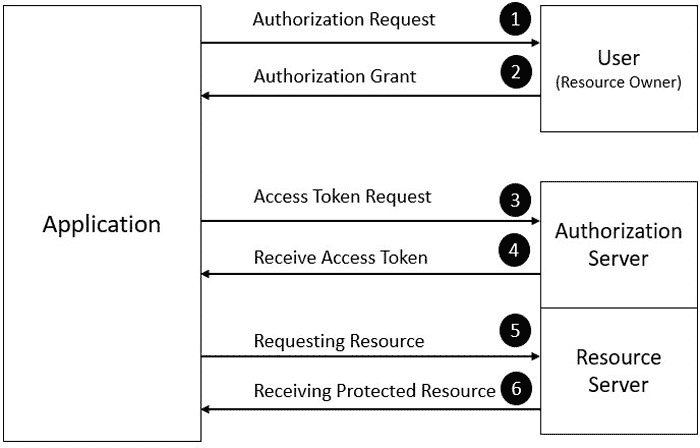 Authorization Request 1
User
(Resource Owner)
Authorization Grant 2
Application
Access Token Request 3
Authorization
Server
Receive Access Token 4
Requesting Resource 5
Resource
Server
Receiving Protected Resource 6